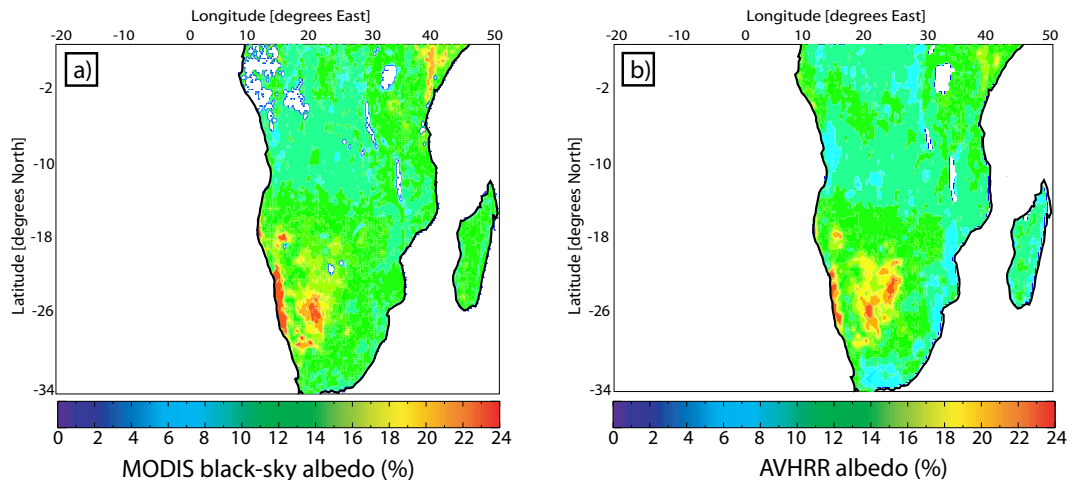 Longitude [degrees East]
-20 -10 0 10 20 30 40 50
a)
Latitude [degrees North]
-2
-10
-18
-26
-34
0 2 4 6 8 10 12 14 16 18 20 22 24
MODIS black-sky albedo (%)
Longitude [degrees East]
-20 -10 0 10 20 30 40 50
b)
Latitude [degrees North]
-2
-10
-18
-26
-34
0 2 4 6 8 10 12 14 16 18 20 22 24
AVHRR albedo (%)